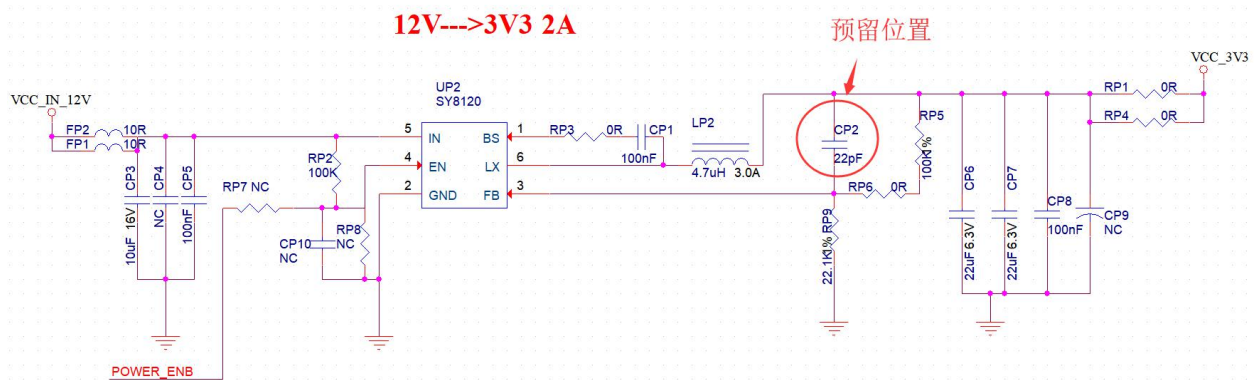 12V--->3V3 2A
预留位置
VCC_3V3
VCC_IN_12V
UP2
SY8120
FP2 10R
FP1 10R
5 IN BS 1
4 EN LX 6
2 GND FB 3
RP3 0R
CP1
100nF
LP2
4.7uH 3.0A
CP2
22pF
RP5
100K 1%
RP6 0R
RP1 0R
RP4 0R
RP2
100K
RP7 NC
CP3
10uF 16V
CP4
NC
CP5
100nF
RP8
NC
CP10
NC
RP9
22.1K 1%
CP6
22uF 6.3V
CP7
22uF 6.3V
CP8
100nF
CP9
NC
POWER_ENB